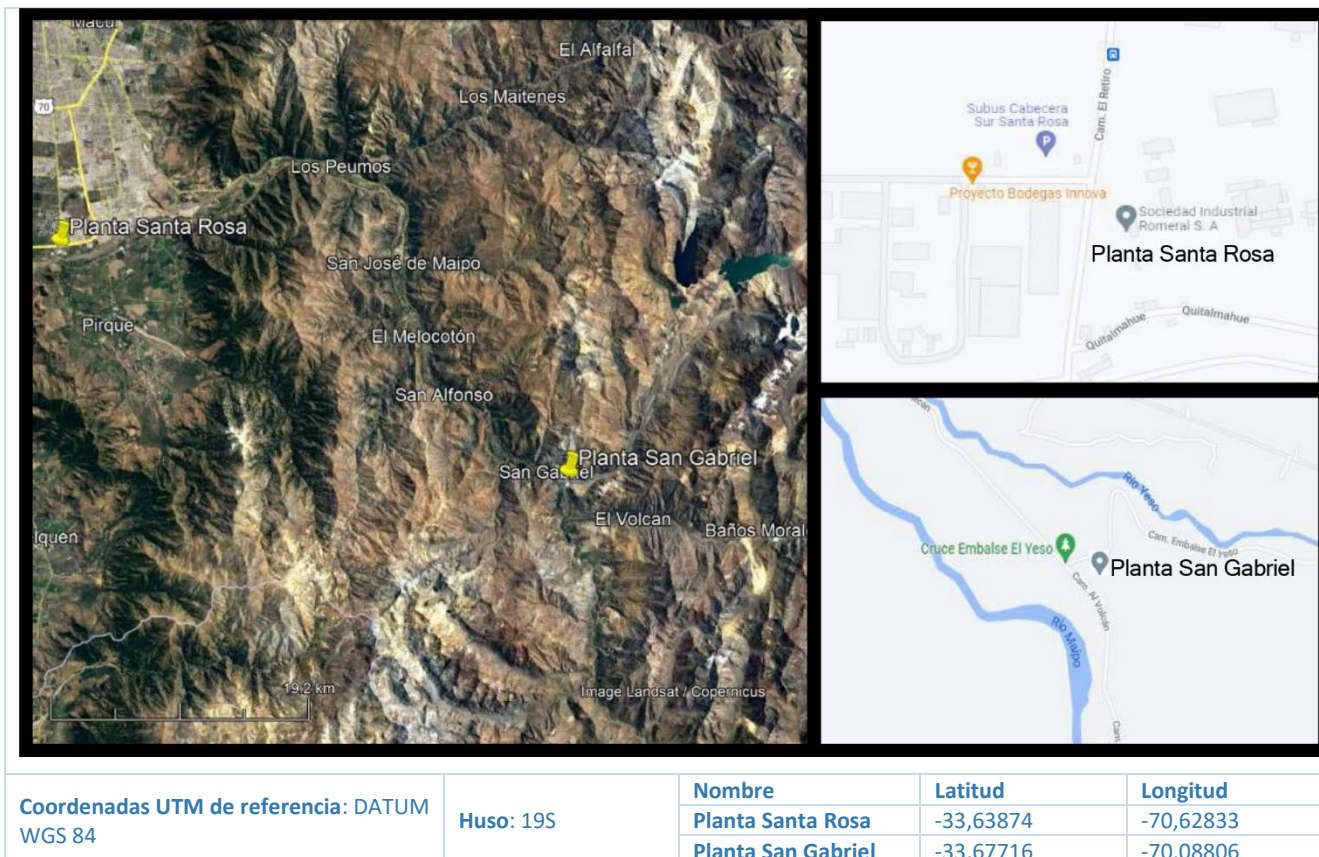 Macul
El Alfalfal
70
Los Maitenes
Los Peumos
Planta Santa Rosa
San José de Maipo
Pirque
El Melocotón
San Alfonso
Planta San Gabriel
San Gabriel
El Volcan
Baños Moral
lquen
19.2 km
Image Landsat / Copernicus
Cam. El Retiro
Subus Cabecera
Sur Santa Rosa
P
Proyecto Bodegas Innova
Sociedad Industrial
Romeral S. A
Planta Santa Rosa
Quitalmahue
Quitalmahue
lcán
Río Yeso
Cam. Embalse El Yeso
Cruce Embalse El Yeso
Planta San Gabriel
Cam. Al Volcán
Río Maipo
Cam
Coordenadas UTM de referencia: DATUM
WGS 84
Huso: 19S
Nombre Latitud Longitud
Planta Santa Rosa -33,63874 -70,62833
Planta San Gabriel -33,67716 -70,08806